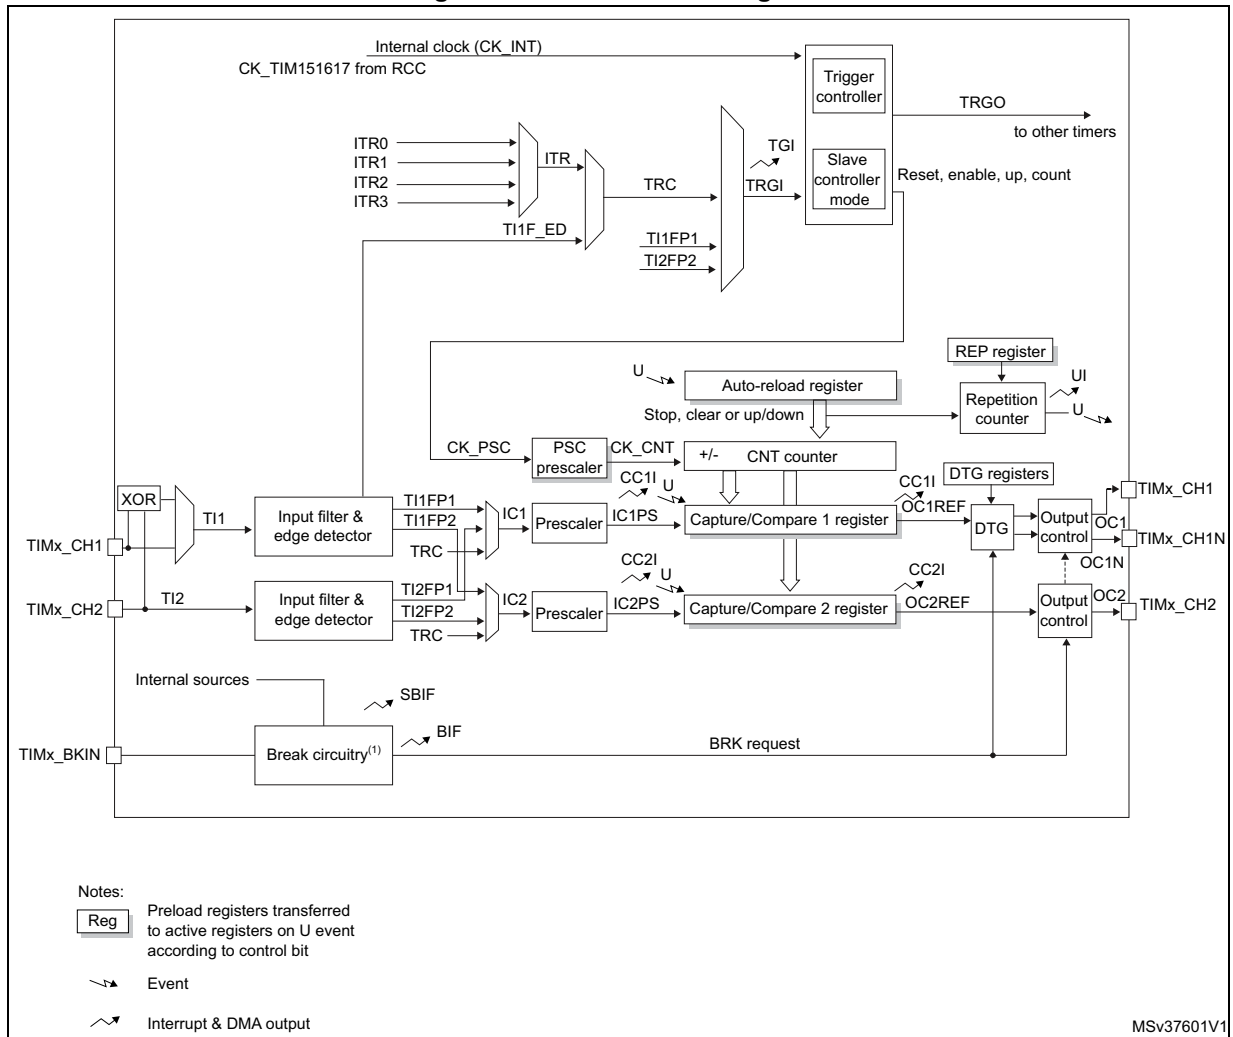 Internal clock (CK_INT)
CK_TIM151617 from RCC
Trigger
controller
TRGO
to other timers
ITR0
ITR1
ITR2
ITR3
ITR
TGI
TRC
TRGI
Slave
controller
mode
Reset, enable, up, count
TI1F_ED
TI1FP1
TI2FP2
REP register
U
Auto-reload register
UI
Repetition
counter
U
Stop, clear or up/down
CK_PSC
PSC
prescaler
CK_CNT
+/-
CNT counter
DTG registers
XOR
TI1
Input filter &
edge detector
TI1FP1
TI1FP2
TRC
IC1
Prescaler
IC1PS
CC1I
U
Capture/Compare 1 register
CC1I
OC1REF
DTG
Output
control
OC1
TIMx_CH1
TIMx_CH1N
OC1N
TIMx_CH1
TIMx_CH2
TI2
Input filter &
edge detector
TI2FP1
TI2FP2
TRC
IC2
Prescaler
IC2PS
CC2I
U
Capture/Compare 2 register
CC2I
OC2REF
Output
control
OC2
TIMx_CH2
Internal sources
SBIF
TIMx_BKIN
Break circuitry(1)
BIF
BRK request
Notes:
Reg
Preload registers transferred
to active registers on U event
according to control bit
Event
Interrupt & DMA output
MSv37601V1